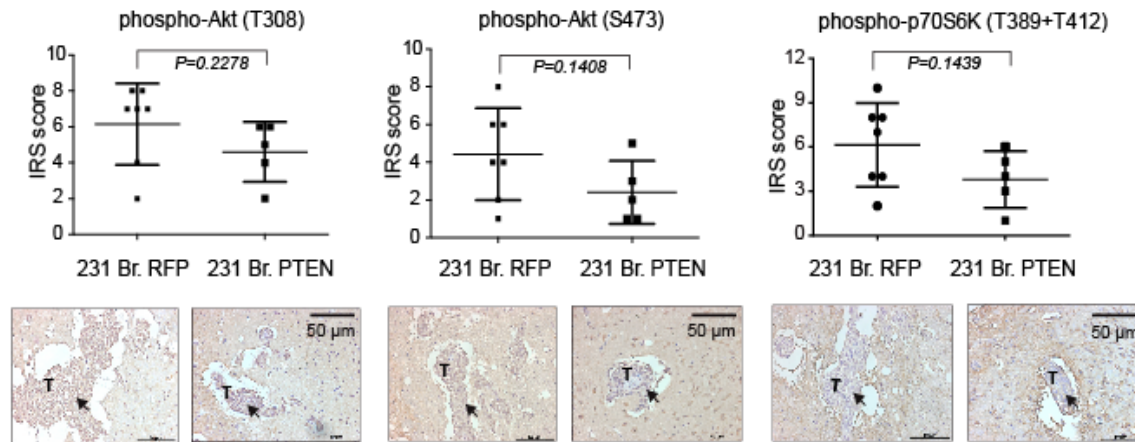 phospho-Akt (T308)
P=0.2278
IRS score
10
8
6
4
2
0
231 Br. RFP
231 Br. PTEN
phospho-Akt (S473)
P=0.1408
IRS score
10
8
6
4
2
0
231 Br. RFP
231 Br. PTEN
phospho-p70S6K (T389+T412)
P=0.1439
IRS score
12
9
6
3
0
231 Br. RFP
231 Br. PTEN
T
50 µm
T
T
50 µm
T
T
50 µm
T